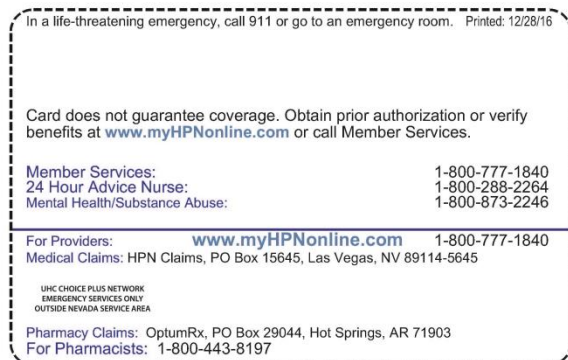 In a life-threatening emergency, call 911 or go to an emergency room. Printed: 12/28/16
Card does not guarantee coverage. Obtain prior authorization or verify
benefits at www.myHPNonline.com or call Member Services.
Member Services: 1-800-777-1840
24 Hour Advice Nurse: 1-800-288-2264
Mental Health/Substance Abuse: 1-800-873-2246
For Providers: www.myHPNonline.com 1-800-777-1840
Medical Claims: HPN Claims, PO Box 15645, Las Vegas, NV 89114-5645
UHC CHOICE PLUS NETWORK
EMERGENCY SERVICES ONLY
OUTSIDE NEVADA SERVICE AREA
Pharmacy Claims: OptumRx, PO Box 29044, Hot Springs, AR 71903
For Pharmacists: 1-800-443-8197